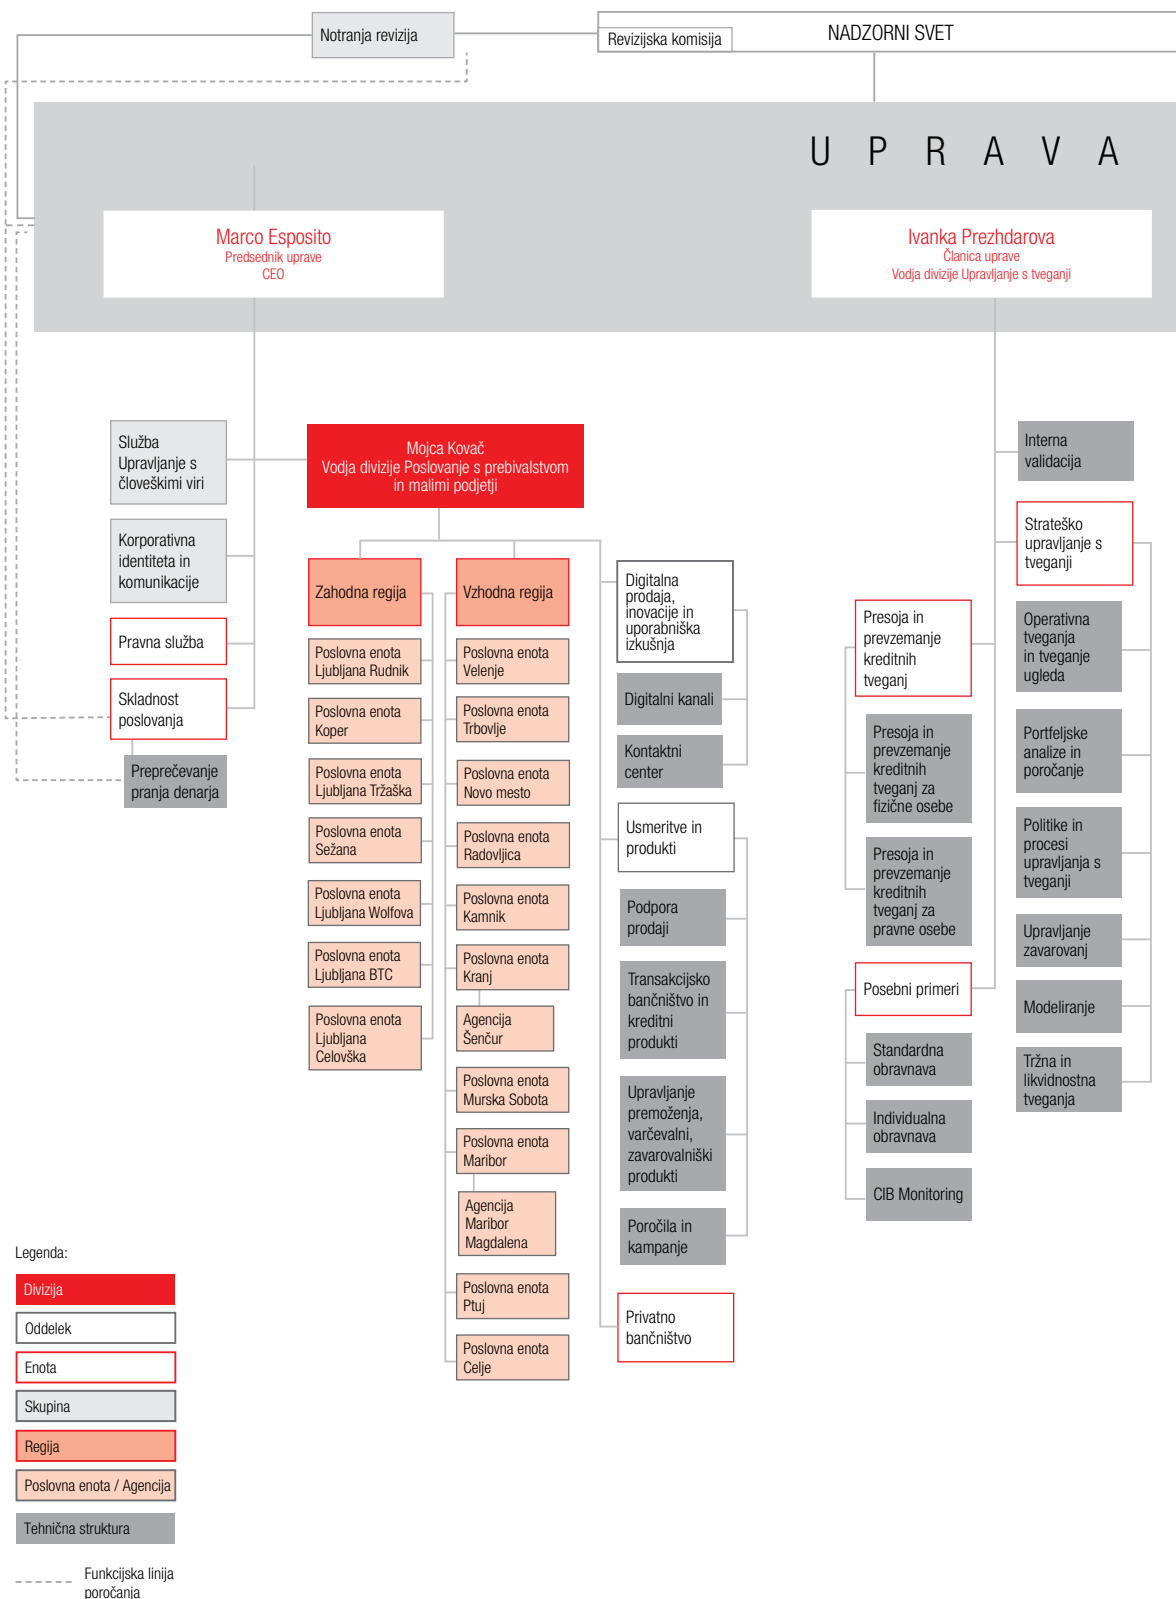 Notranja revizija
Revizijska komisija
NADZORNI SVET
U P R A V A
Marco Esposito
Predsednik uprave
CEO
Ivanka Prezhdarova
Članica uprave
Vodja divizije Upravljanje s tveganji
Služba
Upravljanje s
človeškimi viri
Korporativna
identiteta in
komunikacije
Pravna služba
Skladnost
poslovanja
Preprečevanje
pranja denarja
Mojca Kovač
Vodja divizije Poslovanje s prebivalstvom
in malimi podjetji
Zahodna regija
Poslovna enota
Ljubljana Rudnik
Poslovna enota
Koper
Poslovna enota
Ljubljana Tržaška
Poslovna enota
Sežana
Poslovna enota
Ljubljana Wolfova
Poslovna enota
Ljubljana BTC
Poslovna enota
Ljubljana
Celovška
Vzhodna regija
Poslovna enota
Velenje
Poslovna enota
Trbovlje
Poslovna enota
Novo mesto
Poslovna enota
Radovljica
Poslovna enota
Kamnik
Poslovna enota
Kranj
Agencija
Šenčur
Poslovna enota
Murska Sobota
Poslovna enota
Maribor
Agencija
Maribor
Magdalena
Poslovna enota
Ptuj
Poslovna enota
Celje
Digitalna
prodaja,
inovacije in
uporabniška
izkušnja
Digitalni kanali
Kontaktni
center
Usmeritve in
produkti
Podpora
prodaji
Transakcijsko
bančništvo in
kreditni
produkti
Upravljanje
premoženja,
varčevalni,
zavarovalniški
produkti
Poročila in
kampanje
Privatno
bančništvo
Presoja in
prevzemanje
kreditnih
tveganj
Presoja in
prevzemanje
kreditnih
tveganj za
fizične osebe
Presoja in
prevzemanje
kreditnih
tveganj za
pravne osebe
Posebni primeri
Standardna
obravnava
Individualna
obravnava
CIB Monitoring
Interna
validacija
Strateško
upravljanje s
tveganji
Operativna
tveganja
in tveganje
ugleda
Portfeljske
analize in
poročanje
Politike in
procesi
upravljanja s
tveganji
Upravljanje
zavarovanj
Modeliranje
Tržna in
likvidnostna
tveganja
Legenda:
Divizija
Oddelek
Enota
Skupina
Regija
Poslovna enota / Agencija
Tehnična struktura
Funkcijska linija
poročanja